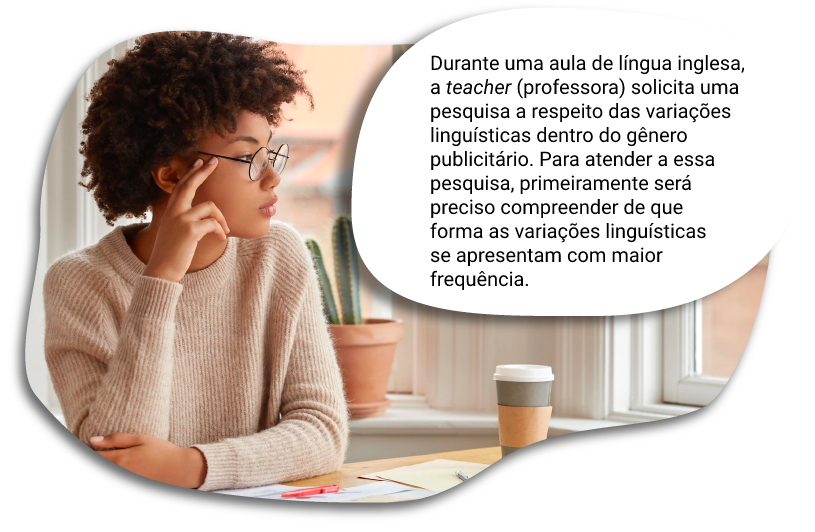 Durante uma aula de língua inglesa,
a teacher (professora) solicita uma
pesquisa a respeito das variações
linguísticas dentro do gênero
publicitário. Para atender a essa
pesquisa, primeiramente será
preciso compreender de que
forma as variações linguísticas
se apresentam com maior
frequência.